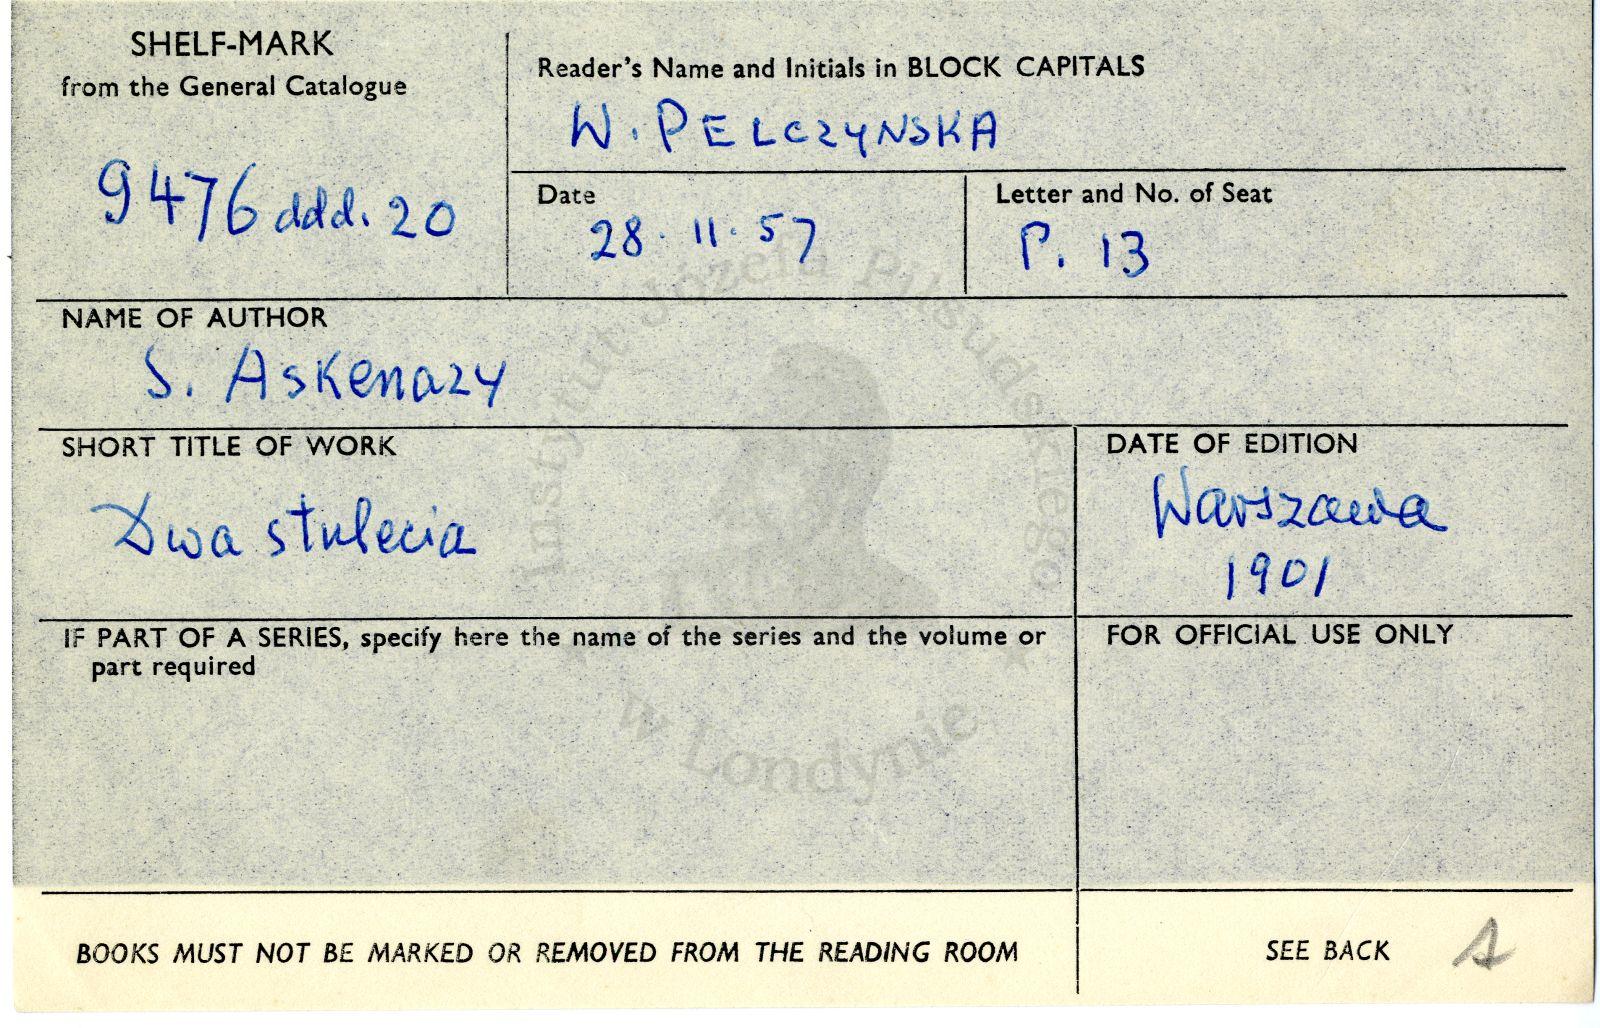 SHELF-MARK
from the General Catalogue
9476 ddd. 20
Reader's Name and Initials in BLOCK CAPITALS
W. PELCZYNSKA
Date
28. 11. 57
Letter and No. of Seat
P. 13
NAME OF AUTHOR
S. Askenazy
SHORT TITLE OF WORK
Dwa stulecia
DATE OF EDITION
Warszawa
1901
IF PART OF A SERIES, specify here the name of the series and the volume or
part required
FOR OFFICIAL USE ONLY
BOOKS MUST NOT BE MARKED OR REMOVED FROM THE READING ROOM
SEE BACK
Instytut Józefa Piłsudskiego
w Londynie